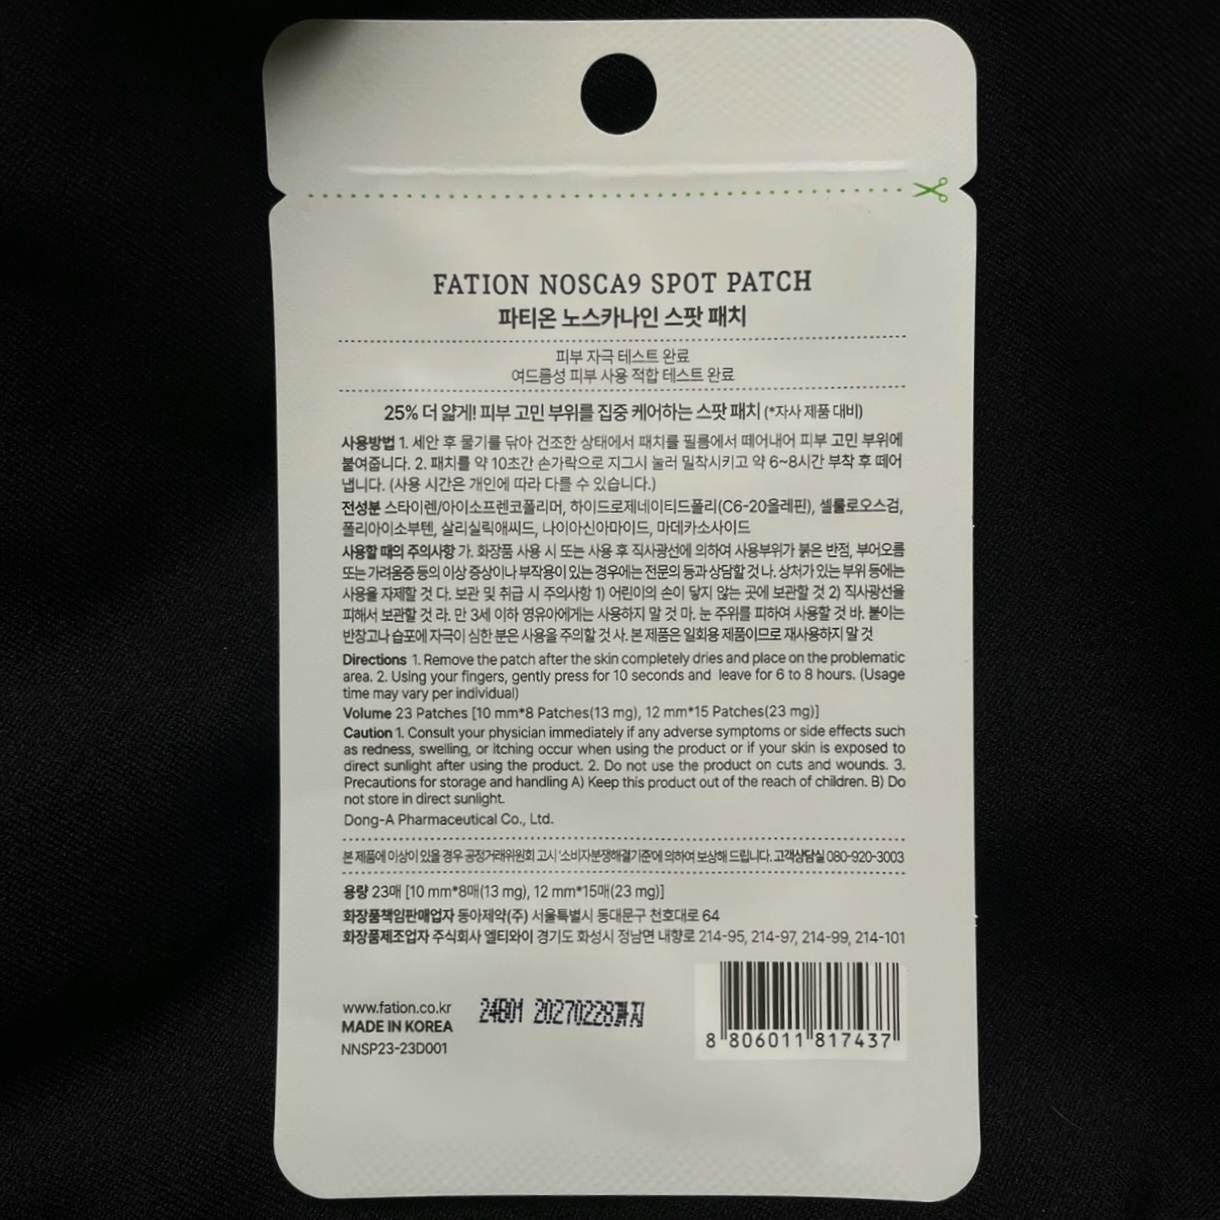 FATION NOSCA9 SPOT PATCH
파티온 노스카나인 스팟 패치
피부 자극 테스트 완료
여드름성 피부 사용 적합 테스트 완료
25% 더 얇게! 피부 고민 부위를 집중 케어하는 스팟 패치 (*자사 제품 대비)
사용방법 1. 세안 후 물기를 닦아 건조한 상태에서 패치를 필름에서 떼어내어 피부 고민 부위에
붙여줍니다. 2. 패치를 약 10초간 손가락으로 지그시 눌러 밀착시키고 약 6~8시간 부착 후 떼어
냅니다. (사용 시간은 개인에 따라 다를 수 있습니다.)
전성분 스타이렌/아이소프렌코폴리머, 하이드로제네이티드폴리(C6-20올레핀), 셀룰로오스검,
폴리아이소부텐, 살리실릭애씨드, 나이아신아마이드, 마데카소사이드
사용할 때의 주의사항 가. 화장품 사용 시 또는 사용 후 직사광선에 의하여 사용부위가 붉은 반점, 부어오름
또는 가려움증 등의 이상 증상이나 부작용이 있는 경우에는 전문의 등과 상담할 것 나. 상처가 있는 부위 등에는
사용을 자제할 것 다. 보관 및 취급 시 주의사항 1) 어린이의 손이 닿지 않는 곳에 보관할 것 2) 직사광선을
피해서 보관할 것 라. 만 3세 이하 영유아에게는 사용하지 말 것 마. 눈 주위를 피하여 사용할 것 바. 붙이는
반창고나 습포에 자극이 심한 분은 사용을 주의할 것 사. 본 제품은 일회용 제품이므로 재사용하지 말 것
Directions 1. Remove the patch after the skin completely dries and place on the problematic
area. 2. Using your fingers, gently press for 10 seconds and leave for 6 to 8 hours. (Usage
time may vary per individual)
Volume 23 Patches [10 mm*8 Patches(13 mg), 12 mm*15 Patches(23 mg)]
Caution 1. Consult your physician immediately if any adverse symptoms or side effects such
as redness, swelling, or itching occur when using the product or if your skin is exposed to
direct sunlight after using the product. 2. Do not use the product on cuts and wounds. 3.
Precautions for storage and handling A) Keep this product out of the reach of children. B) Do
not store in direct sunlight.
Dong-A Pharmaceutical Co., Ltd.
본 제품에 이상이 있을 경우 공정거래위원회 고시 '소비자분쟁해결기준'에 의하여 보상해 드립니다. 고객상담실 080-920-3003
용량 23매 [10 mm*8매(13 mg), 12 mm*15매(23 mg)]
화장품책임판매업자 동아제약(주) 서울특별시 동대문구 천호대로 64
화장품제조업자 주식회사 엘티와이 경기도 화성시 정남면 내향로 214-95, 214-97, 214-99, 214-101
www.fation.co.kr
MADE IN KOREA
NNSP23-23D001
24B01 20270228까지
8 806011 817437